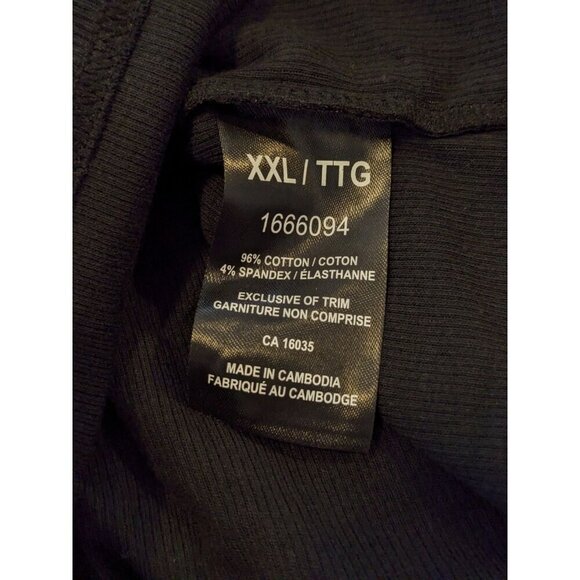 XXL / TTG
1666094
96% COTTON / COTON
4% SPANDEX / ÉLASTHANNE
EXCLUSIVE OF TRIM
GARNITURE NON COMPRISE
CA 16035
MADE IN CAMBODIA
FABRIQUÉ AU CAMBODGE